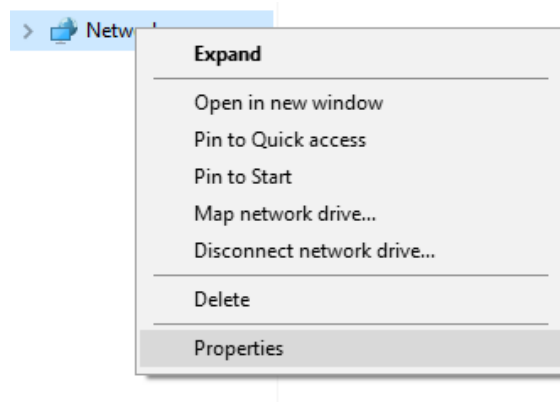 Network
Expand
Open in new window
Pin to Quick access
Pin to Start
Map network drive...
Disconnect network drive...
Delete
Properties